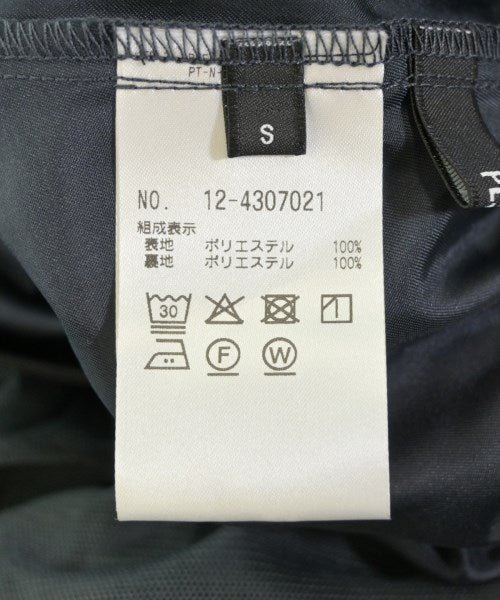 PT-N
S
NO. 12-4307021
組成表示
表地 ポリエステル 100%
裏地 ポリエステル 100%
30
F W